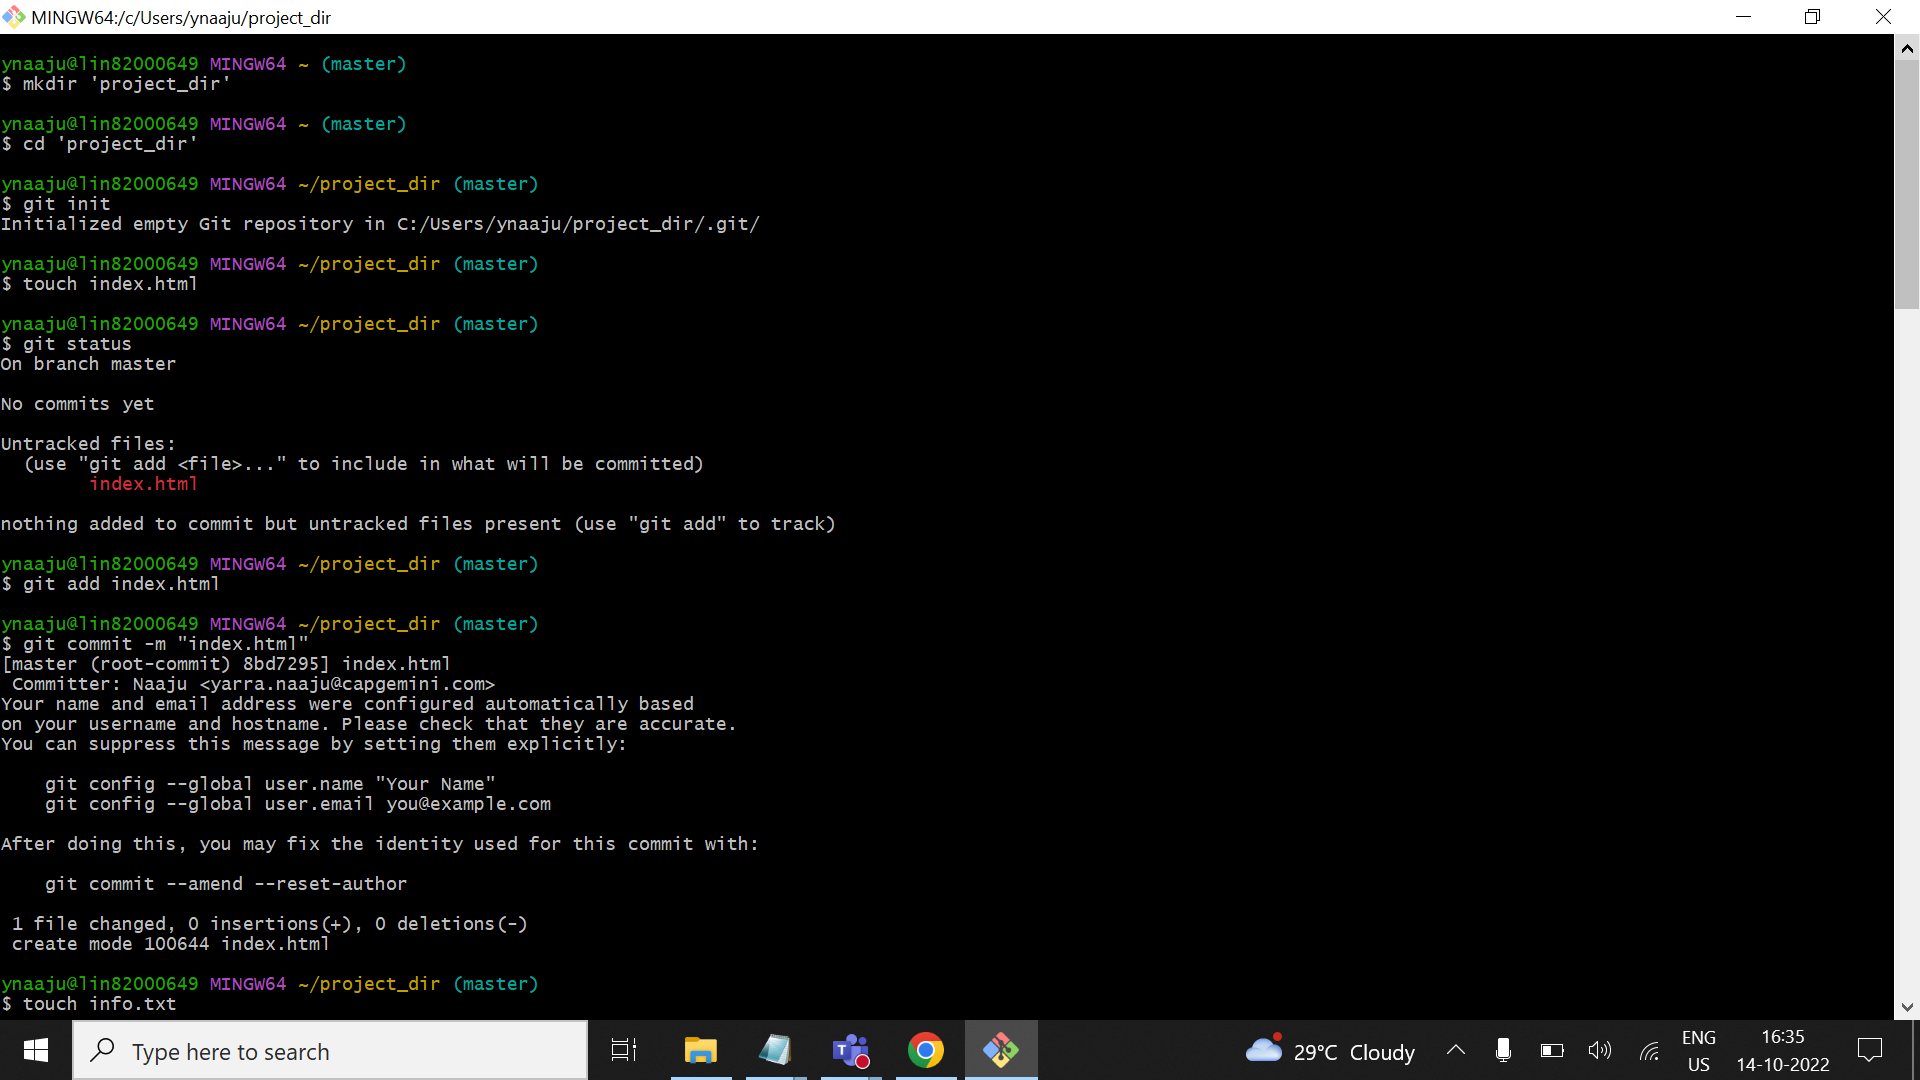 MINGW64:/c/Users/ynaaju/project_dir
ynaaju@lin82000649 MINGW64 ~ (master)
$ mkdir 'project_dir'
ynaaju@lin82000649 MINGW64 ~ (master)
$ cd 'project_dir'
ynaaju@lin82000649 MINGW64 ~/project_dir (master)
$ git init
Initialized empty Git repository in C:/Users/ynaaju/project_dir/.git/
ynaaju@lin82000649 MINGW64 ~/project_dir (master)
$ touch index.html
ynaaju@lin82000649 MINGW64 ~/project_dir (master)
$ git status
On branch master
No commits yet
Untracked files:
  (use "git add <file>..." to include in what will be committed)
        index.html
nothing added to commit but untracked files present (use "git add" to track)
ynaaju@lin82000649 MINGW64 ~/project_dir (master)
$ git add index.html
ynaaju@lin82000649 MINGW64 ~/project_dir (master)
$ git commit -m "index.html"
[master (root-commit) 8bd7295] index.html
 Committer: Naaju <yarra.naaju@capgemini.com>
Your name and email address were configured automatically based
on your username and hostname. Please check that they are accurate.
You can suppress this message by setting them explicitly:
    git config --global user.name "Your Name"
    git config --global user.email you@example.com
After doing this, you may fix the identity used for this commit with:
    git commit --amend --reset-author
 1 file changed, 0 insertions(+), 0 deletions(-)
 create mode 100644 index.html
ynaaju@lin82000649 MINGW64 ~/project_dir (master)
$ touch info.txt
Type here to search
29°C Cloudy
ENG
US
16:35
14-10-2022